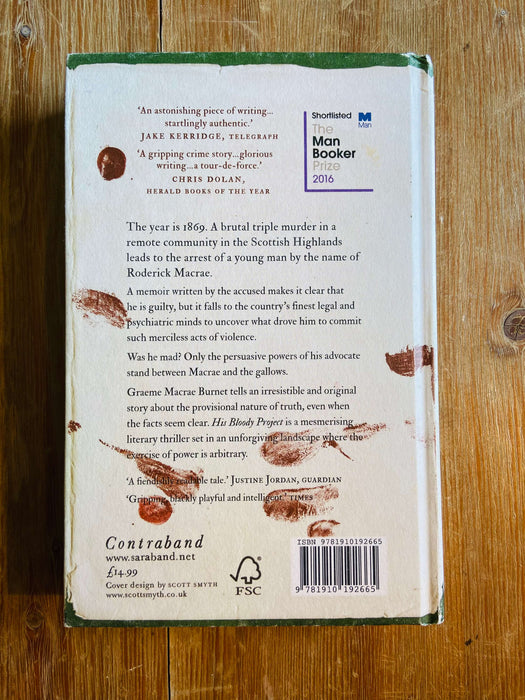 'An astonishing piece of writing...
startlingly authentic.'
JAKE KERRIDGE, TELEGRAPH
'A gripping crime story...glorious
writing...a tour-de-force.'
CHRIS DOLAN,
HERALD BOOKS OF THE YEAR
Shortlisted
Man
The
Man
Booker
Prize
2016
The year is 1869. A brutal triple murder in a
remote community in the Scottish Highlands
leads to the arrest of a young man by the name of
Roderick Macrae.
A memoir written by the accused makes it clear that
he is guilty, but it falls to the country's finest legal and
psychiatric minds to uncover what drove him to commit
such merciless acts of violence.
Was he mad? Only the persuasive powers of his advocate
stand between Macrae and the gallows.
Graeme Macrae Burnet tells an irresistible and original
story about the provisional nature of truth, even when
the facts seem clear. His Bloody Project is a mesmerising
literary thriller set in an unforgiving landscape where the
exercise of power is arbitrary.
'A fiendishly readable tale.' JUSTINE JORDAN, GUARDIAN
'Gripping, blackly playful and intelligent' TIMES
Contraband
www.saraband.net
£14.99
Cover design by SCOTT SMYTH
www.scottsmyth.co.uk
FSC
ISBN 9781910192665
9 781910 192665